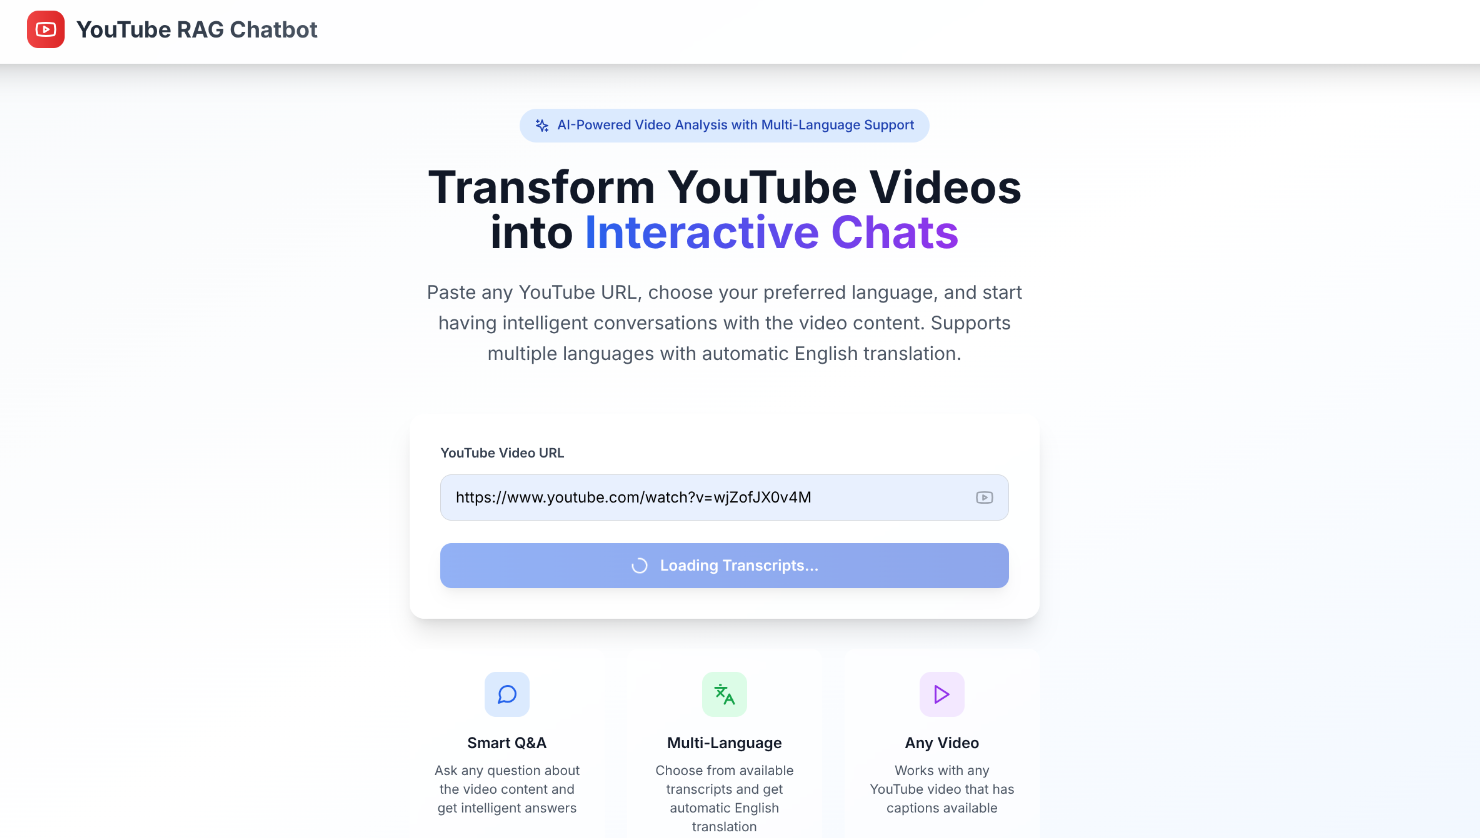 YouTube RAG Chatbot
AI-Powered Video Analysis with Multi-Language Support
Transform YouTube Videos
into Interactive Chats
Paste any YouTube URL, choose your preferred language, and start
having intelligent conversations with the video content. Supports
multiple languages with automatic English translation.
YouTube Video URL
https://www.youtube.com/watch?v=wjZofJX0v4M
Loading Transcripts...
Smart Q&A
Ask any question about
the video content and
get intelligent answers
Multi-Language
Choose from available
transcripts and get
automatic English
translation
Any Video
Works with any
YouTube video that has
captions available